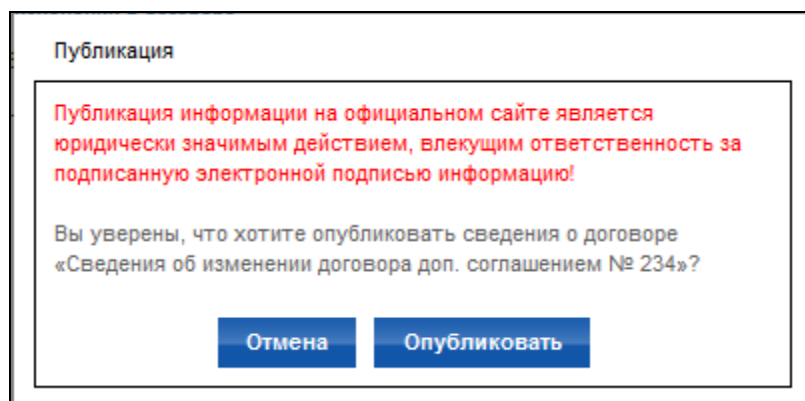 Публикация
Публикация информации на официальном сайте является
юридически значимым действием, влекущим ответственность за
подписанную электронной подписью информацию!
Вы уверены, что хотите опубликовать сведения о договоре
«Сведения об изменении договора доп. соглашением № 234»?
Отмена Опубликовать